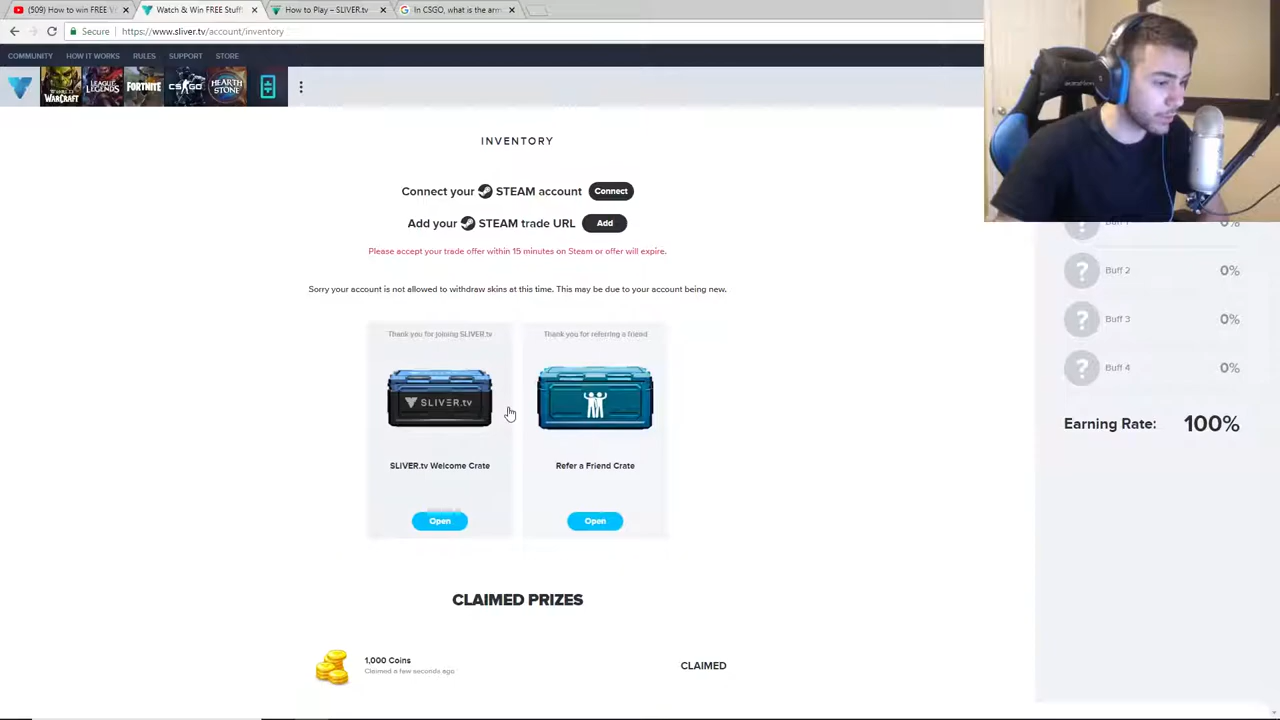 (509) How to win FREE
Watch & Win FREE Stuff!
How to Play – SLIVER.tv
In CSGO, what is the arm
Secure
https://www.sliver.tv/account/inventory
COMMUNITY
HOW IT WORKS
RULES
SUPPORT
STORE
WARCRAFT
LEAGUE LEGENDS
FORTNITE
CS:GO
HEARTHSTONE
INVENTORY
Connect your STEAM account Connect
Add your STEAM trade URL Add
Please accept your trade offer within 15 minutes on Steam or offer will expire.
Sorry your account is not allowed to withdraw skins at this time. This may be due to your account being new.
Thank you for joining SLIVER.tv
Thank you for referring a friend
SLIVER.tv
SLIVER.tv Welcome Crate
Refer a Friend Crate
Open
Open
CLAIMED PRIZES
1,000 Coins
Claimed a few seconds ago
CLAIMED
0%
? Buff 2 0%
? Buff 3 0%
? Buff 4 0%
Earning Rate: 100%